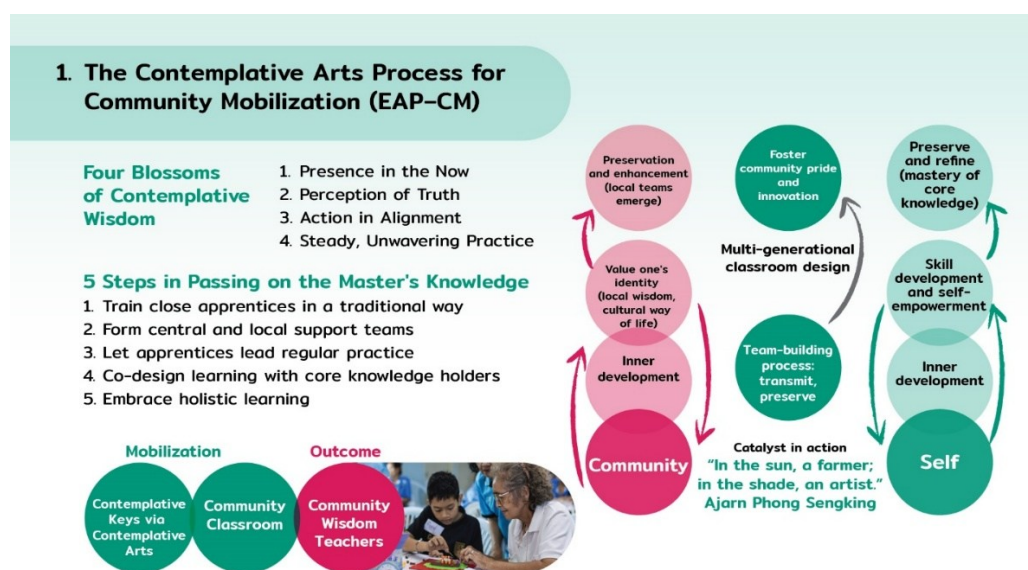 1. The Contemplative Arts Process for
Community Mobilization (EAP–CM)
Four Blossoms
of Contemplative
Wisdom
1. Presence in the Now
2. Perception of Truth
3. Action in Alignment
4. Steady, Unwavering Practice
5 Steps in Passing on the Master's Knowledge
1. Train close apprentices in a traditional way
2. Form central and local support teams
3. Let apprentices lead regular practice
4. Co-design learning with core knowledge holders
5. Embrace holistic learning
Mobilization
Outcome
Contemplative
Keys via
Contemplative
Arts
Community
Classroom
Community
Wisdom
Teachers
Preservation
and enhancement
(local teams
emerge)
Value one's
identity
(local wisdom,
cultural way
of life)
Inner
development
Community
Foster
community pride
and
innovation
Multi-generational
classroom design
Team-building
process:
transmit,
preserve
Catalyst in action
"In the sun, a farmer;
in the shade, an artist."
Ajarn Phong Sengking
Preserve
and refine
(mastery of
core
knowledge)
Skill
development
and self-
empowerment
Inner
development
Self